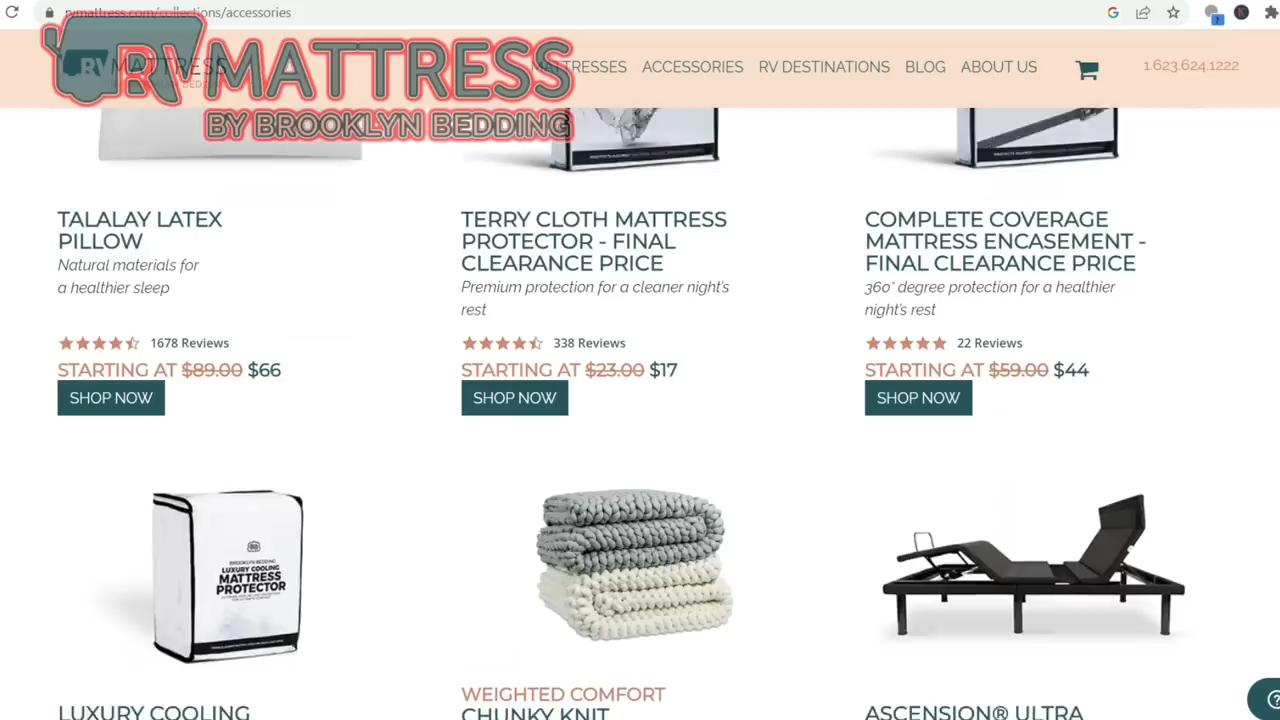 rvmattress.com/collections/accessories
RV MATTRESS
BY BROOKLYN BEDDING
MATTRESSES ACCESSORIES RV DESTINATIONS BLOG ABOUT US 1.623.624.1222
TALALAY LATEX
PILLOW
Natural materials for
a healthier sleep
1678 Reviews
STARTING AT $89.00 $66
SHOP NOW
TERRY CLOTH MATTRESS
PROTECTOR - FINAL
CLEARANCE PRICE
Premium protection for a cleaner night's
rest
338 Reviews
STARTING AT $23.00 $17
SHOP NOW
COMPLETE COVERAGE
MATTRESS ENCASEMENT -
FINAL CLEARANCE PRICE
360° degree protection for a healthier
night's rest
22 Reviews
STARTING AT $59.00 $44
SHOP NOW
BROOKLYN BEDDING
LUXURY COOLING
MATTRESS
PROTECTOR
LUXURY COOLING
WEIGHTED COMFORT
CHUNKY KNIT
ASCENSION® ULTRA